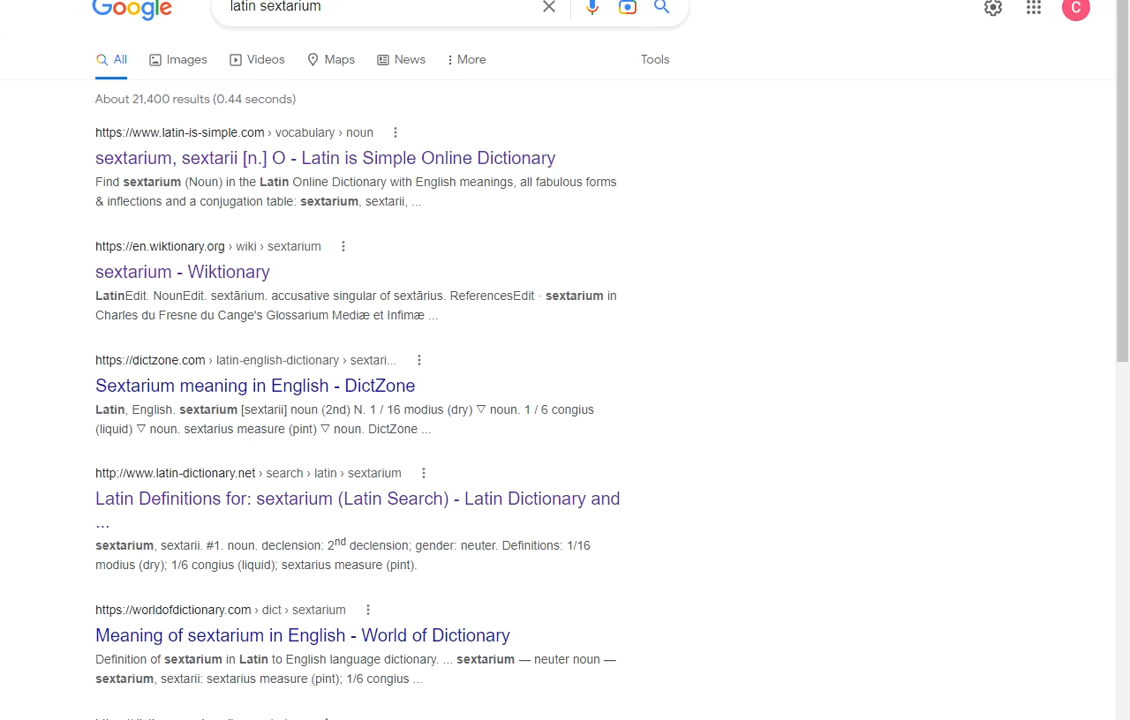 Google
latin sextarium
C
All Images Videos Maps News More Tools
About 21,400 results (0.44 seconds)
https://www.latin-is-simple.com › vocabulary › noun
sextarium, sextarii [n.] O - Latin is Simple Online Dictionary
Find sextarium (Noun) in the Latin Online Dictionary with English meanings, all fabulous forms
& inflections and a conjugation table: sextarium, sextarii, ...
https://en.wiktionary.org › wiki › sextarium
sextarium - Wiktionary
LatinEdit. NounEdit. sextārium. accusative singular of sextārius. ReferencesEdit · sextarium in
Charles du Fresne du Cange's Glossarium Mediæ et Infimæ ...
https://dictzone.com › latin-english-dictionary › sextari...
Sextarium meaning in English - DictZone
Latin, English. sextarium [sextarii] noun (2nd) N. 1 / 16 modius (dry) ▽ noun. 1 / 6 congius
(liquid) ▽ noun. sextarius measure (pint) ▽ noun. DictZone ...
http://www.latin-dictionary.net › search › latin › sextarium
Latin Definitions for: sextarium (Latin Search) - Latin Dictionary and
...
sextarium, sextarii. #1. noun. declension: 2nd declension; gender: neuter. Definitions: 1/16
modius (dry); 1/6 congius (liquid); sextarius measure (pint).
https://worldofdictionary.com › dict › sextarium
Meaning of sextarium in English - World of Dictionary
Definition of sextarium in Latin to English language dictionary. ... sextarium — neuter noun —
sextarium, sextarii: sextarius measure (pint); 1/6 congius ...